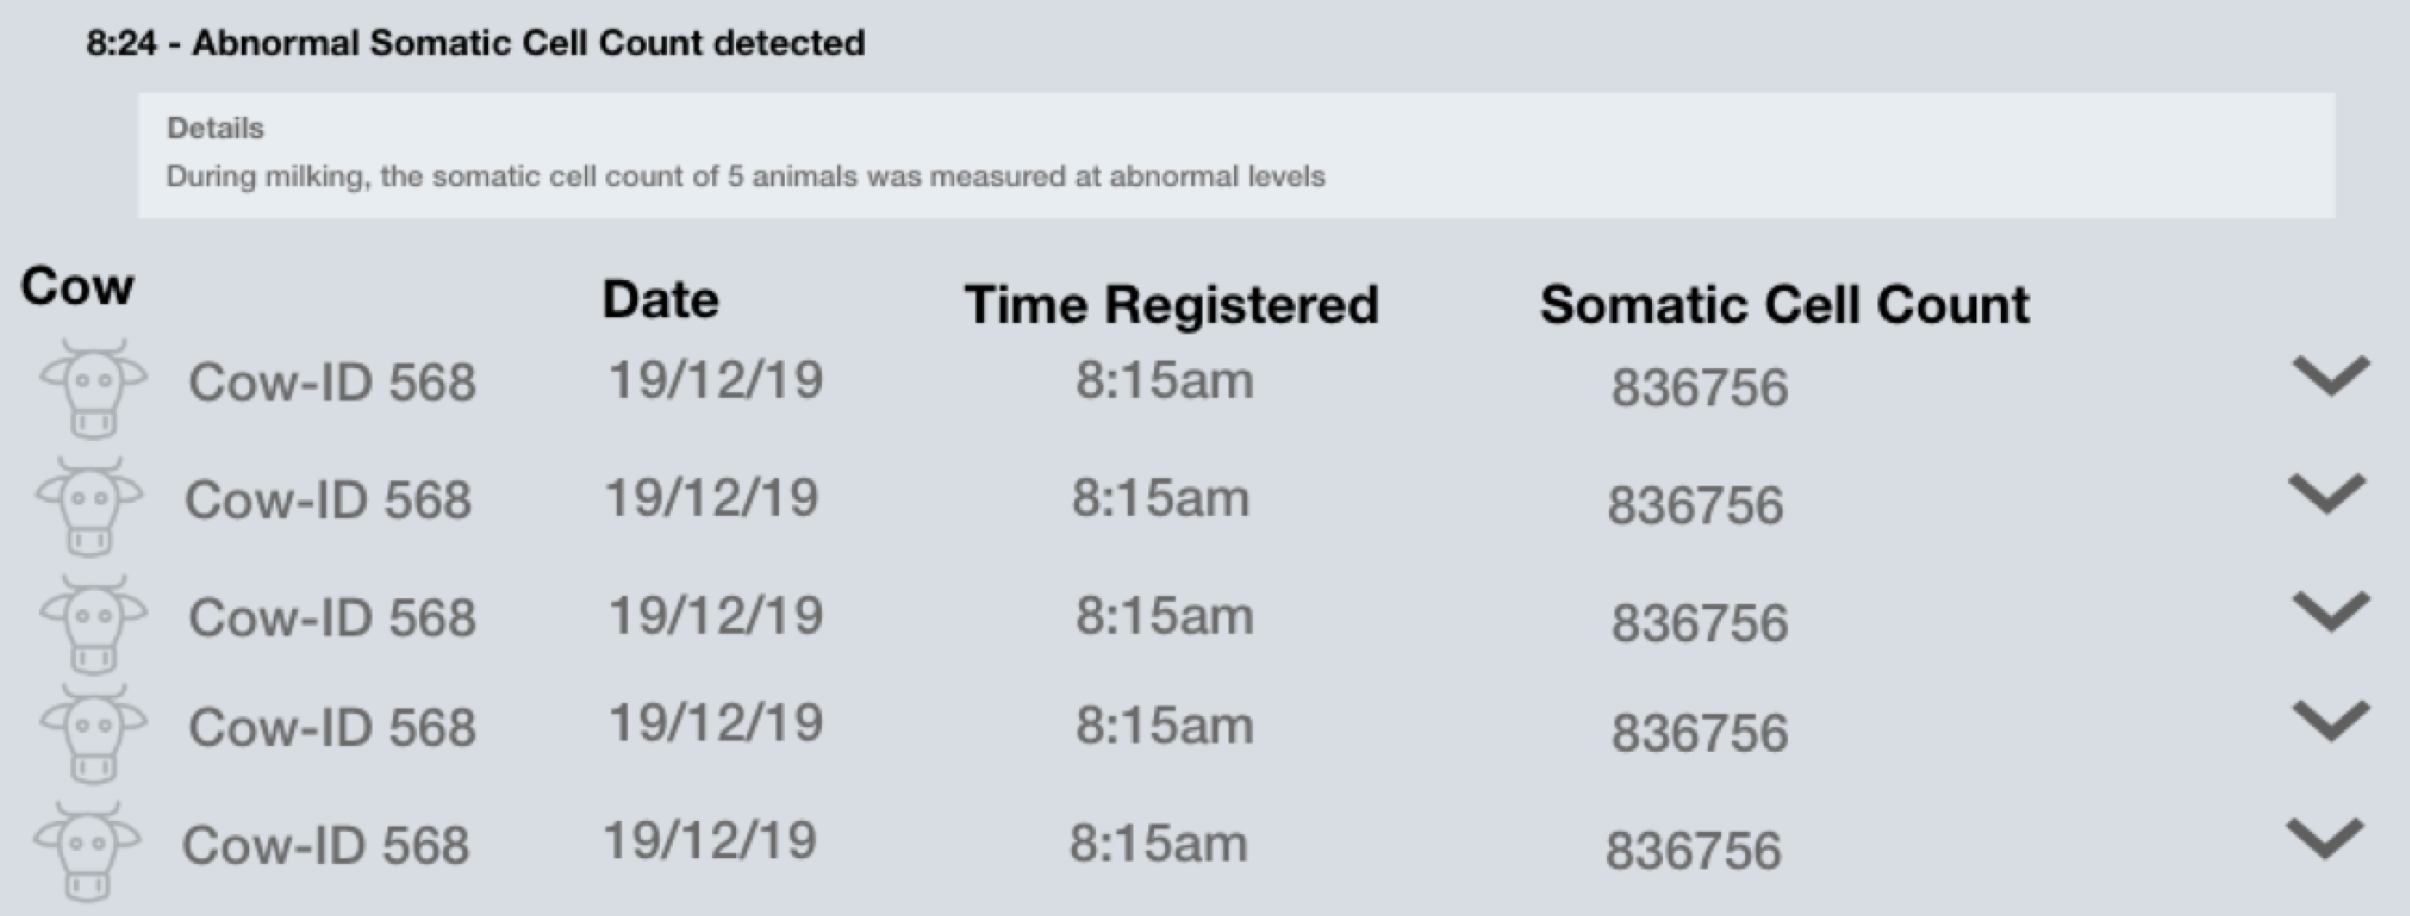 8:24 - Abnormal Somatic Cell Count detected
Details
During milking, the somatic cell count of 5 animals was measured at abnormal levels
Cow Date Time Registered Somatic Cell Count
Cow-ID 568 19/12/19 8:15am 836756
Cow-ID 568 19/12/19 8:15am 836756
Cow-ID 568 19/12/19 8:15am 836756
Cow-ID 568 19/12/19 8:15am 836756
Cow-ID 568 19/12/19 8:15am 836756